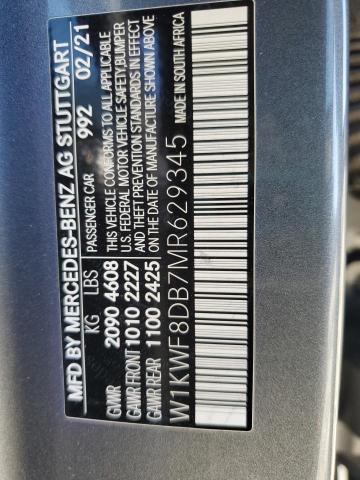 MFD BY MERCEDES-BENZ AG STUTTGART
992 02/21
KG LBS PASSENGER CAR
GVWR 2090 4608
GAWR FRONT 1010 2227
GAWR REAR 1100 2425
THIS VEHICLE CONFORMS TO ALL APPLICABLE
U.S. FEDERAL MOTOR VEHICLE SAFETY, BUMPER
AND THEFT PREVENTION STANDARDS IN EFFECT
ON THE DATE OF MANUFACTURE SHOWN ABOVE
W1KWF8DB7MR629345
MADE IN SOUTH AFRICA